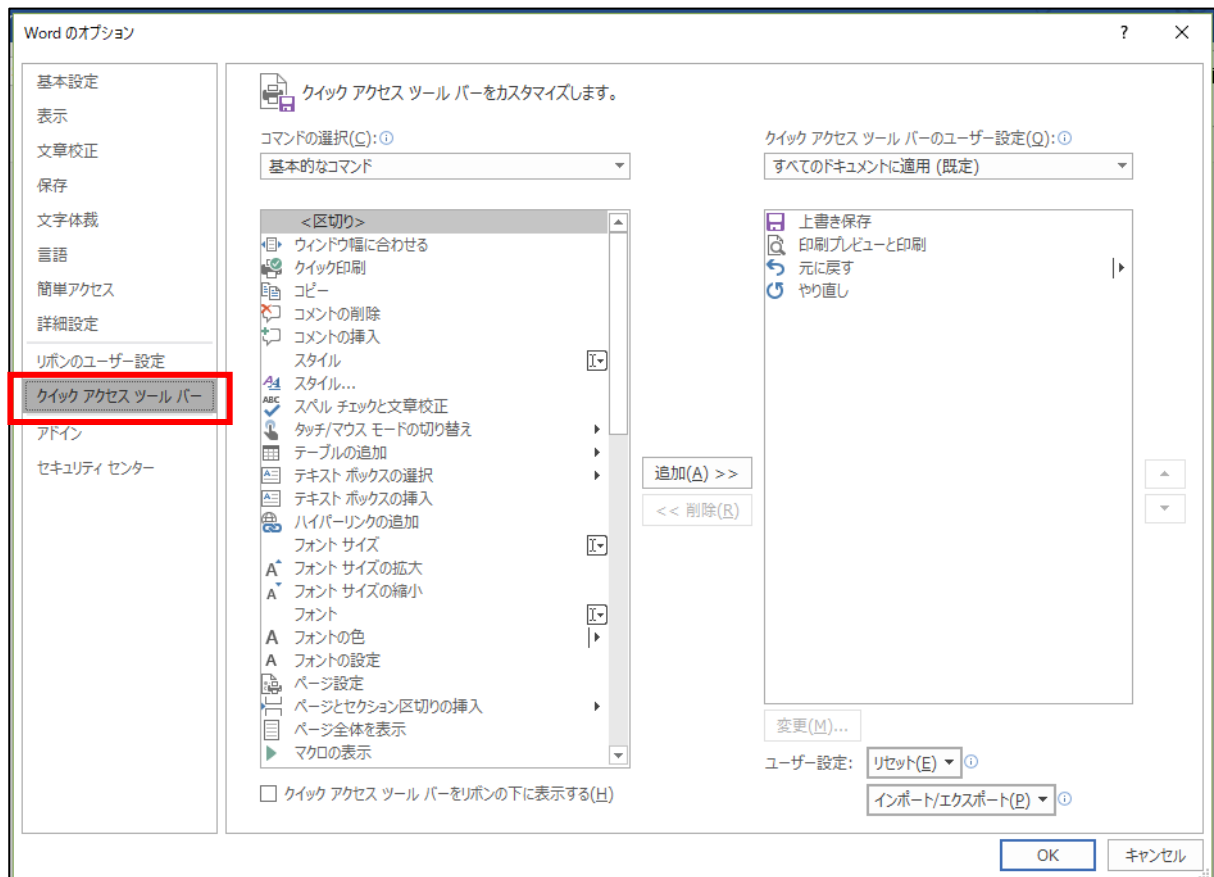 Word のオプション
?
基本設定
表示
文章校正
保存
文字体裁
言語
簡単アクセス
詳細設定
リボンのユーザー設定
クイック アクセス ツール バー
アドイン
セキュリティ センター
クイック アクセス ツール バーをカスタマイズします。
コマンドの選択(C):
基本的なコマンド
<区切り>
ウィンドウ幅に合わせる
クイック印刷
コピー
コメントの削除
コメントの挿入
スタイル
スタイル...
スペル チェックと文章校正
タッチ/マウス モードの切り替え
テーブルの追加
テキスト ボックスの選択
テキスト ボックスの挿入
ハイパーリンクの追加
フォント サイズ
フォント サイズの拡大
フォント サイズの縮小
フォント
フォントの色
フォントの設定
ページ設定
ページとセクション区切りの挿入
ページ全体を表示
マクロの表示
クイック アクセス ツール バーをリボンの下に表示する(H)
追加(A) >>
<< 削除(R)
クイック アクセス ツール バーのユーザー設定(Q):
すべてのドキュメントに適用 (既定)
上書き保存
印刷プレビューと印刷
元に戻す
やり直し
変更(M)...
ユーザー設定: リセット(E)
インポート/エクスポート(P)
OK
キャンセル